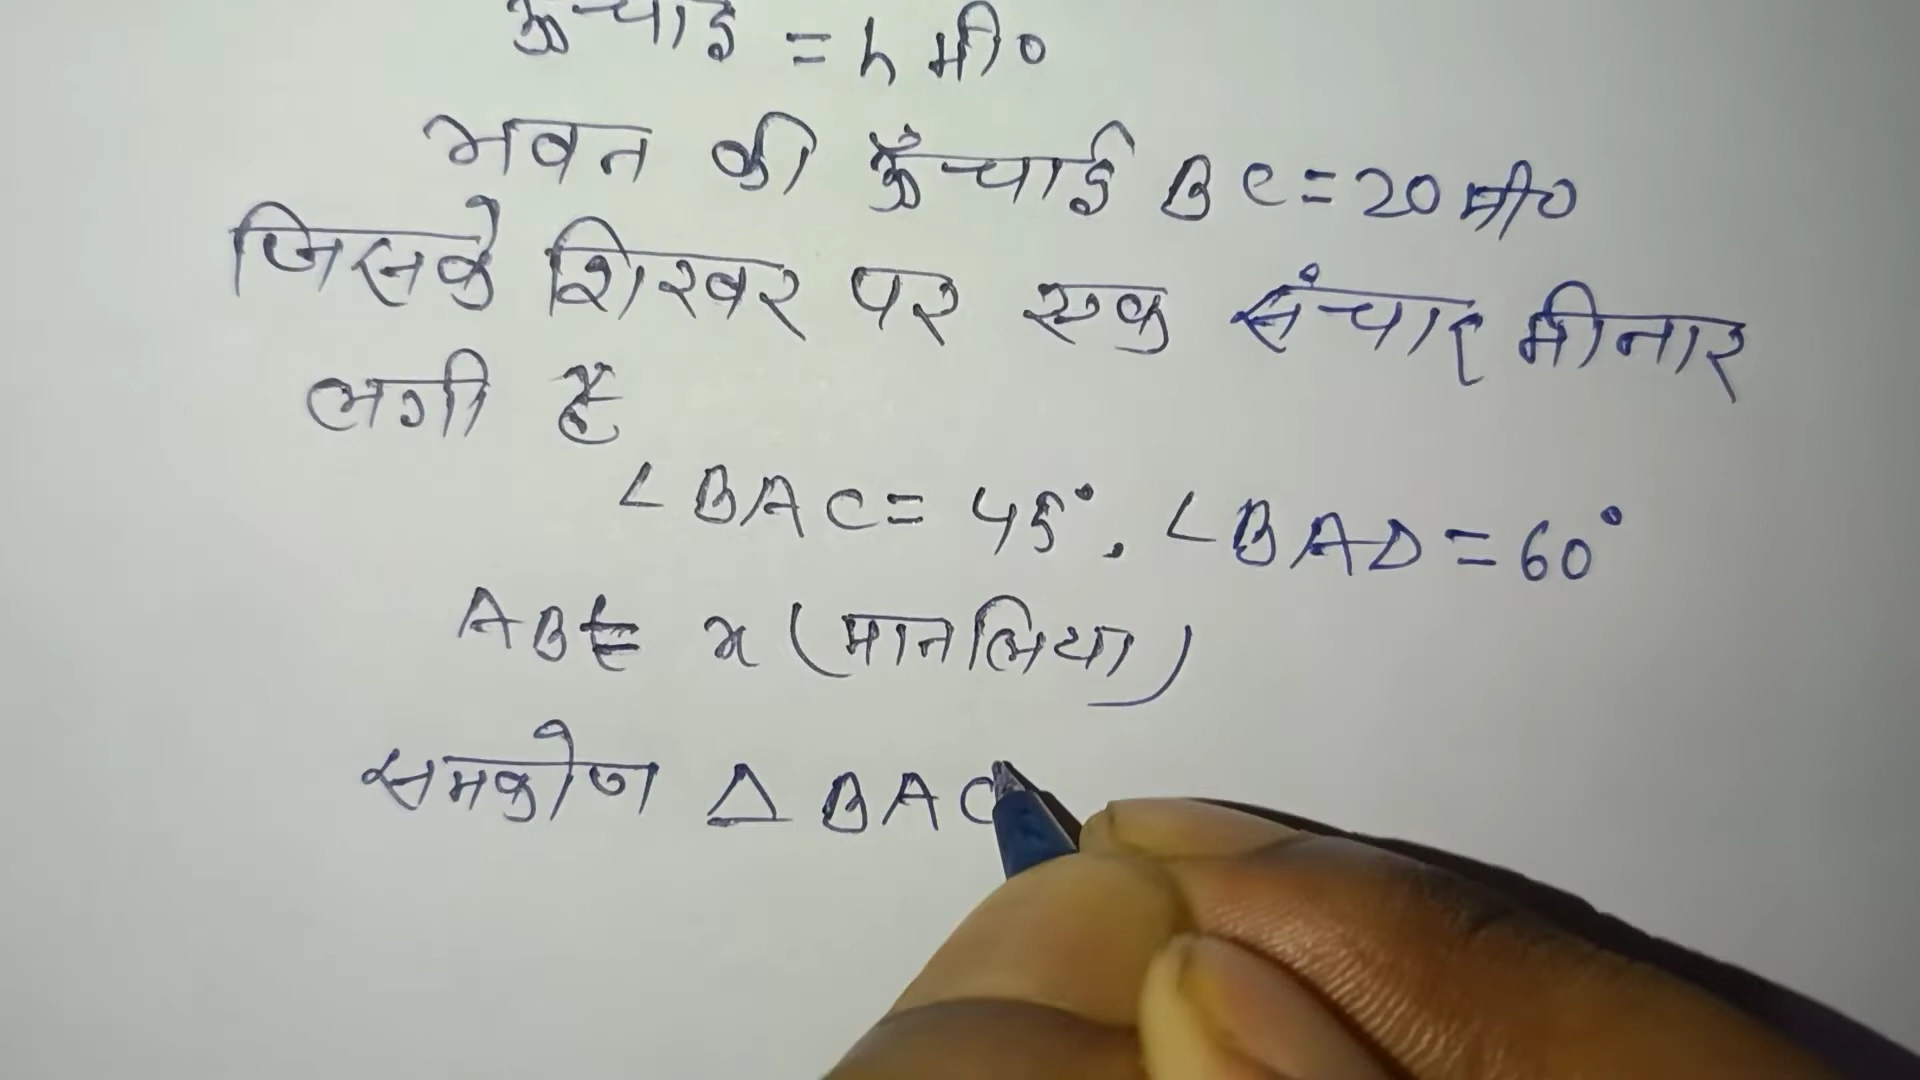 ऊँचाई = h मी०
भवन की ऊँचाई BC = 20 मी०
जिसके शिखर पर एक संचार मीनार
लगी है
∠BAC = 45°. ∠BAD = 60°
AB = x (मान लिया)
समकोण △ BAC